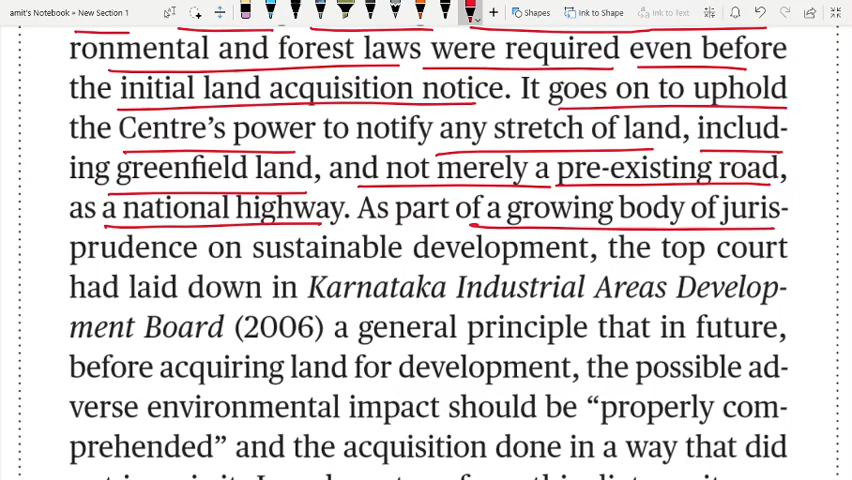 amit's Notebook » New Section 1
Shapes
Ink to Shape
Ink to Text
ronmental and forest laws were required even before
the initial land acquisition notice. It goes on to uphold
the Centre’s power to notify any stretch of land, includ-
ing greenfield land, and not merely a pre-existing road,
as a national highway. As part of a growing body of juris-
prudence on sustainable development, the top court
had laid down in Karnataka Industrial Areas Develop-
ment Board (2006) a general principle that in future,
before acquiring land for development, the possible ad-
verse environmental impact should be “properly com-
prehended” and the acquisition done in a way that did